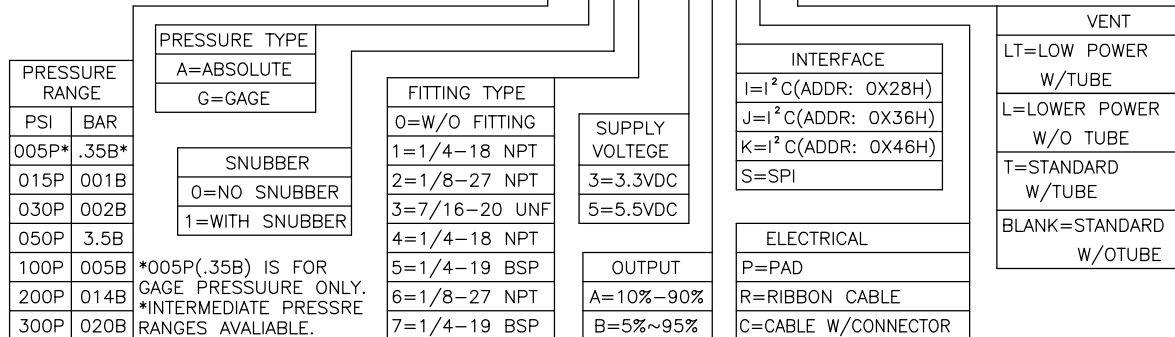 PRESSURE
RANGE
PSI BAR
005P* .35B*
015P 001B
030P 002B
050P 3.5B
100P 005B
200P 014B
300P 020B
PRESSURE TYPE
A=ABSOLUTE
G=GAGE
SNUBBER
0=NO SNUBBER
1=WITH SNUBBER
*005P(.35B) IS FOR
GAGE PRESSUURE ONLY.
*INTERMEDIATE PRESSRE
RANGES AVALIABLE.
FITTING TYPE
0=W/O FITTING
1=1/4-18 NPT
2=1/8-27 NPT
3=7/16-20 UNF
4=1/4-18 NPT
5=1/4-19 BSP
6=1/8-27 NPT
7=1/4-19 BSP
SUPPLY
VOLTEGE
3=3.3VDC
5=5.5VDC
OUTPUT
A=10%-90%
B=5%~95%
INTERFACE
I=I²C(ADDR: 0X28H)
J=I²C(ADDR: 0X36H)
K=I²C(ADDR: 0X46H)
S=SPI
ELECTRICAL
P=PAD
R=RIBBON CABLE
C=CABLE W/CONNECTOR
VENT
LT=LOW POWER
W/TUBE
L=LOWER POWER
W/O TUBE
T=STANDARD
W/TUBE
BLANK=STANDARD
W/OTUBE